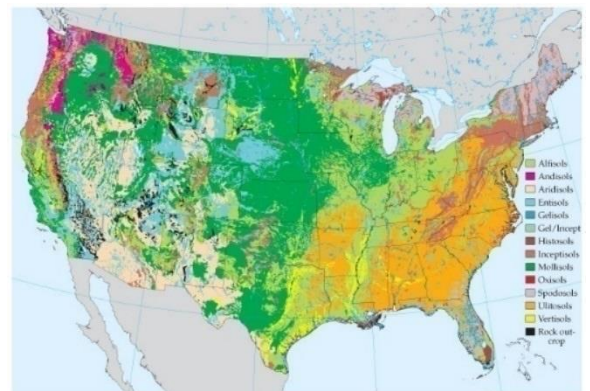 Alfisols
Andisols
Aridisols
Entisols
Gelisols
Gel/Incept
Histosols
Inceptisols
Mollisols
Oxisols
Spodosols
Ultisols
Vertisols
Rock out-
crop